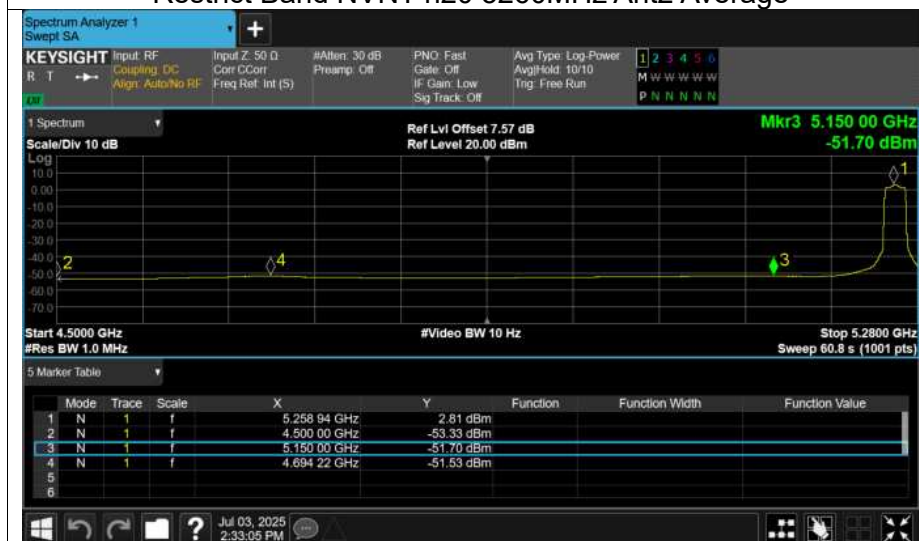 Restrict Band NVNT n20 5260MHz Ant2 Average
Spectrum Analyzer 1
Swept SA
+
KEYSIGHT Input: RF Input Z: 50 Ω #Atten: 30 dB PNO: Fast Avg Type: Log-Power 1 2 3 4 5 6
R T Coupling: DC Corr CCorr Preamp: Off Gate: Off Avg|Hold: 10/10 M W W W W W
Align: Auto/No RF Freq Ref: Int (S) IF Gain: Low Trig: Free Run
Sig Track: Off P N N N N N
1 Spectrum Ref Lvl Offset 7.57 dB Mkr3 5.150 00 GHz
Scale/Div 10 dB Ref Level 20.00 dBm -51.70 dBm
Log
10.0 1
0.00
-10.0
-20.0
-30.0
-40.0 2 4 3
-50.0
-60.0
-70.0
Start 4.5000 GHz #Video BW 10 Hz Stop 5.2800 GHz
#Res BW 1.0 MHz Sweep 60.8 s (1001 pts)
5 Marker Table
Mode Trace Scale X Y Function Function Width Function Value
1 N 1 f 5.258 94 GHz 2.81 dBm
2 N 1 f 4.500 00 GHz -53.33 dBm
3 N 1 f 5.150 00 GHz -51.70 dBm
4 N 1 f 4.694 22 GHz -51.53 dBm
5
6
? Jul 03, 2025
2:33:05 PM